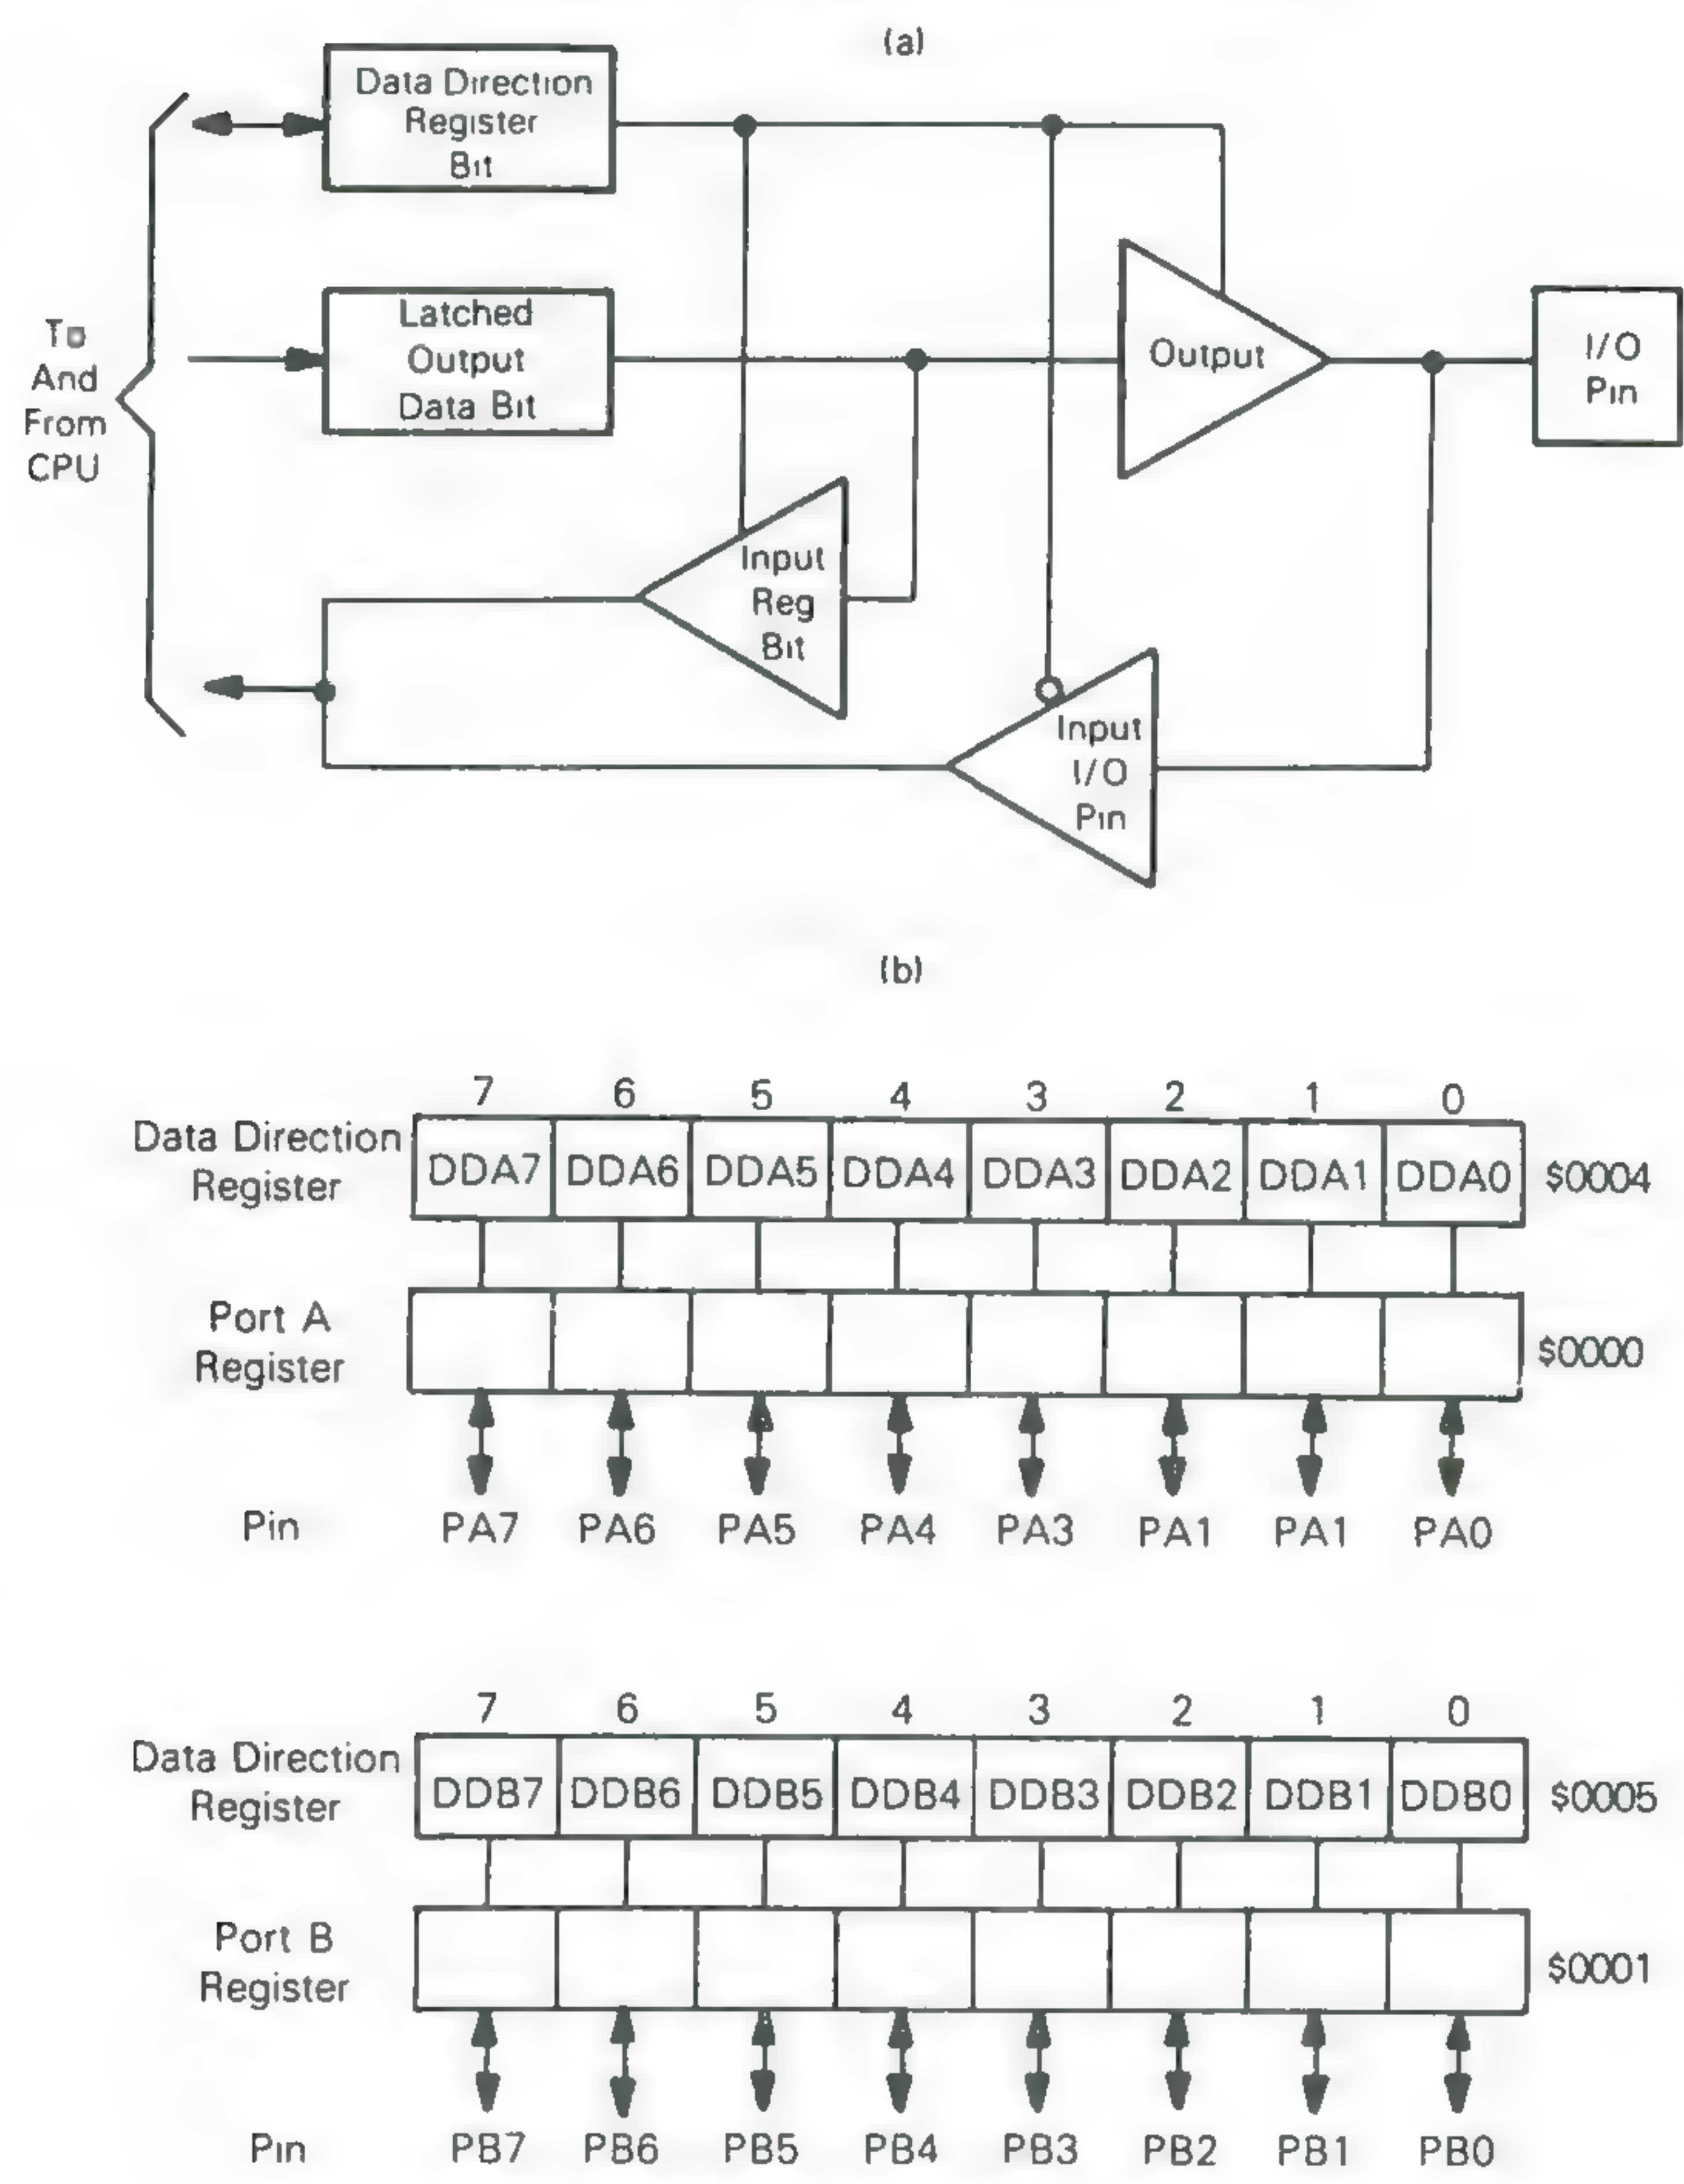 (a)
Data Direction
Register
Bit
Latched
Output
Data Bit
To
And
From
CPU
Output
I/O
Pin
Input
Reg
Bit
Input
I/O
Pin
(b)
7 6 5 4 3 2 1 0
Data Direction
Register
DDA7 DDA6 DDA5 DDA4 DDA3 DDA2 DDA1 DDA0 $0004
Port A
Register
$0000
Pin PA7 PA6 PA5 PA4 PA3 PA1 PA1 PA0
7 6 5 4 3 2 1 0
Data Direction
Register
DDB7 DDB6 DDB5 DDB4 DDB3 DDB2 DDB1 DDB0 $0005
Port B
Register
$0001
Pin PB7 PB6 PB5 PB4 PB3 PB2 PB1 PB0